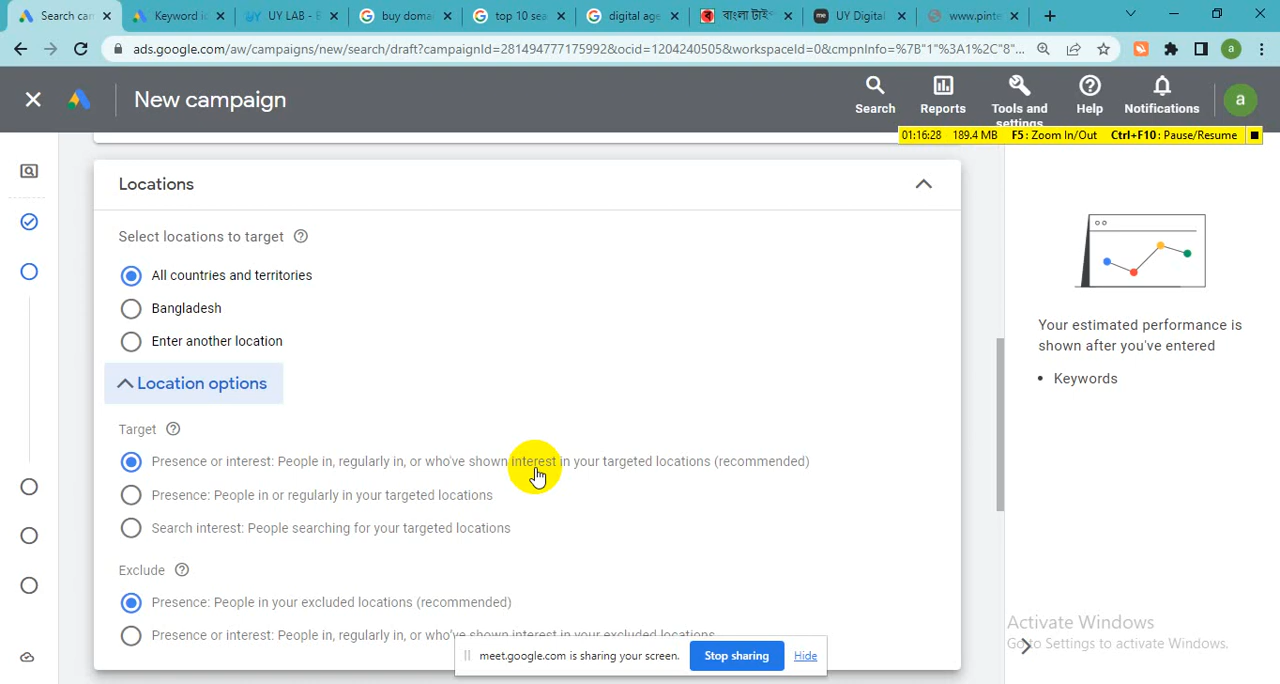 Search car
Keyword ic
UY LAB - E
buy doma
top 10 sea
digital age
বাংলা টাইপ
UY Digital
www.pinte
ads.google.com/aw/campaigns/new/search/draft?campaignId=281494777175992&ocid=1204240505&workspaceId=0&cmpnInfo=%7B"1"%3A1%2C"8"...
a
New campaign
Search
Reports
Tools and
settings
Help
Notifications
a
01:16:28 189.4 MB F5: Zoom In/Out Ctrl+F10: Pause/Resume
Locations
Select locations to target
All countries and territories
Bangladesh
Enter another location
Location options
Target
Presence or interest: People in, regularly in, or who've shown interest in your targeted locations (recommended)
Presence: People in or regularly in your targeted locations
Search interest: People searching for your targeted locations
Exclude
Presence: People in your excluded locations (recommended)
Presence or interest: People in, regularly in, or who've shown interest in your excluded locations
Your estimated performance is
shown after you've entered
• Keywords
Activate Windows
Go to Settings to activate Windows.
meet.google.com is sharing your screen.
Stop sharing
Hide